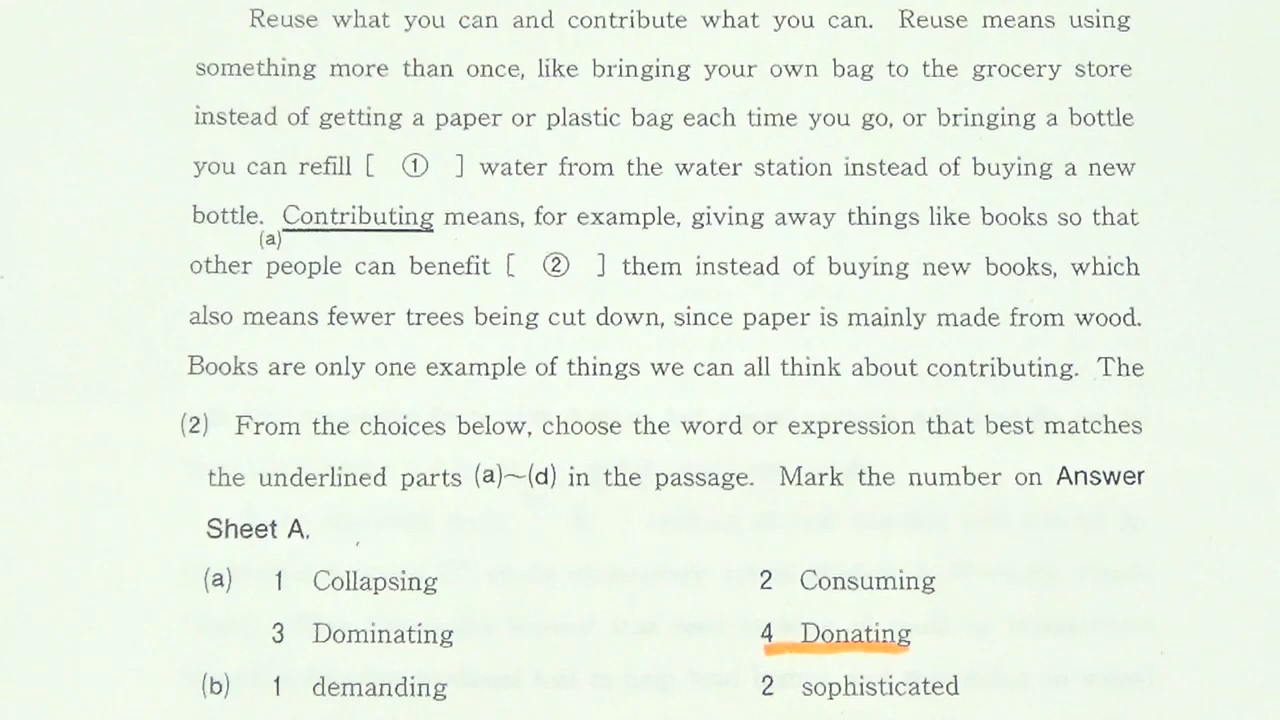 Reuse what you can and contribute what you can. Reuse means using
something more than once, like bringing your own bag to the grocery store
instead of getting a paper or plastic bag each time you go, or bringing a bottle
you can refill [ ① ] water from the water station instead of buying a new
bottle. Contributing means, for example, giving away things like books so that
(a)
other people can benefit [ ② ] them instead of buying new books, which
also means fewer trees being cut down, since paper is mainly made from wood.
Books are only one example of things we can all think about contributing. The
(2) From the choices below, choose the word or expression that best matches
the underlined parts (a)~(d) in the passage. Mark the number on Answer
Sheet A.
(a) 1 Collapsing 2 Consuming
3 Dominating 4 Donating
(b) 1 demanding 2 sophisticated